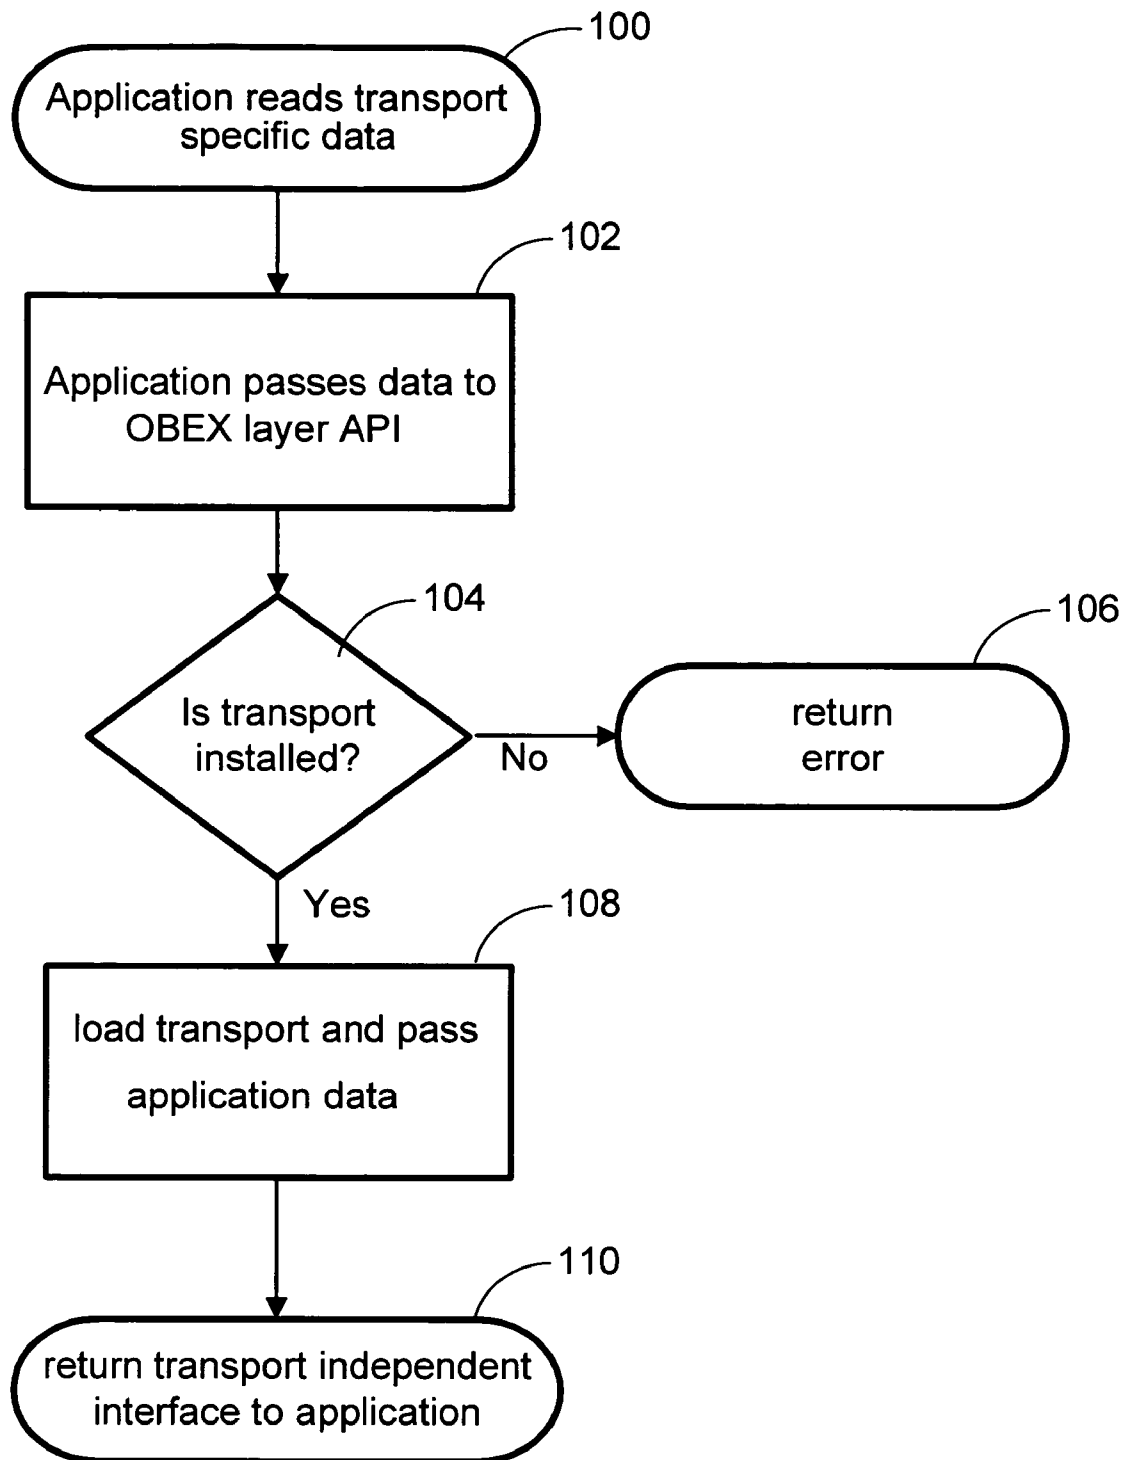 100
Application reads transport
specific data
102
Application passes data to
OBEX layer API
104
Is transport
installed?
No
106
return
error
Yes
108
load transport and pass
application data
110
return transport independent
interface to application